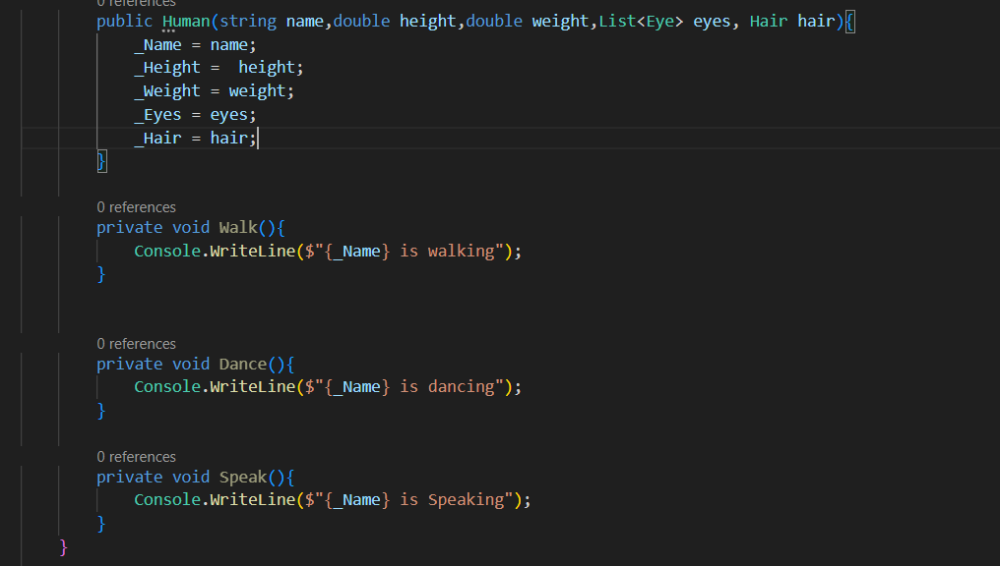 0 references
public Human(string name,double height,double weight,List<Eye> eyes, Hair hair){
_Name = name;
_Height =  height;
_Weight = weight;
_Eyes = eyes;
_Hair = hair;
}
0 references
private void Walk(){
Console.WriteLine($"{_Name} is walking");
}
0 references
private void Dance(){
Console.WriteLine($"{_Name} is dancing");
}
0 references
private void Speak(){
Console.WriteLine($"{_Name} is Speaking");
}
}